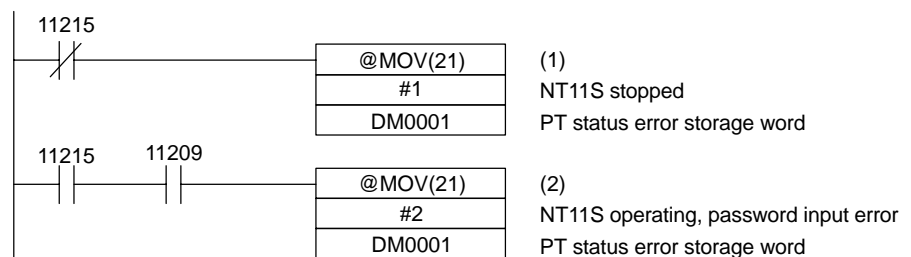 11215
@MOV(21) (1)
#1 NT11S stopped
DM0001 PT status error storage word
11215 11209
@MOV(21) (2)
#2 NT11S operating, password input error
DM0001 PT status error storage word